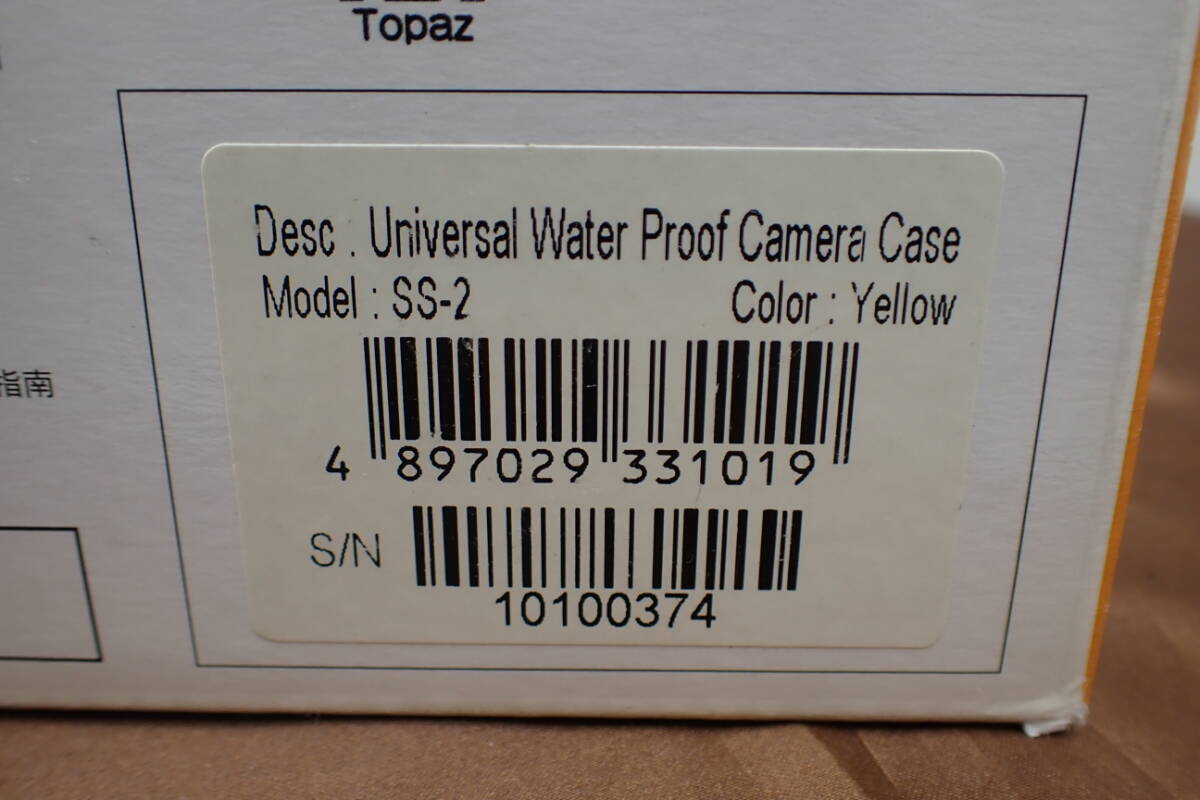 Topaz
Desc . Universal Water Proof Camera Case
Model : SS-2 Color : Yellow
4 897029 331019
指南
S/N
10100374